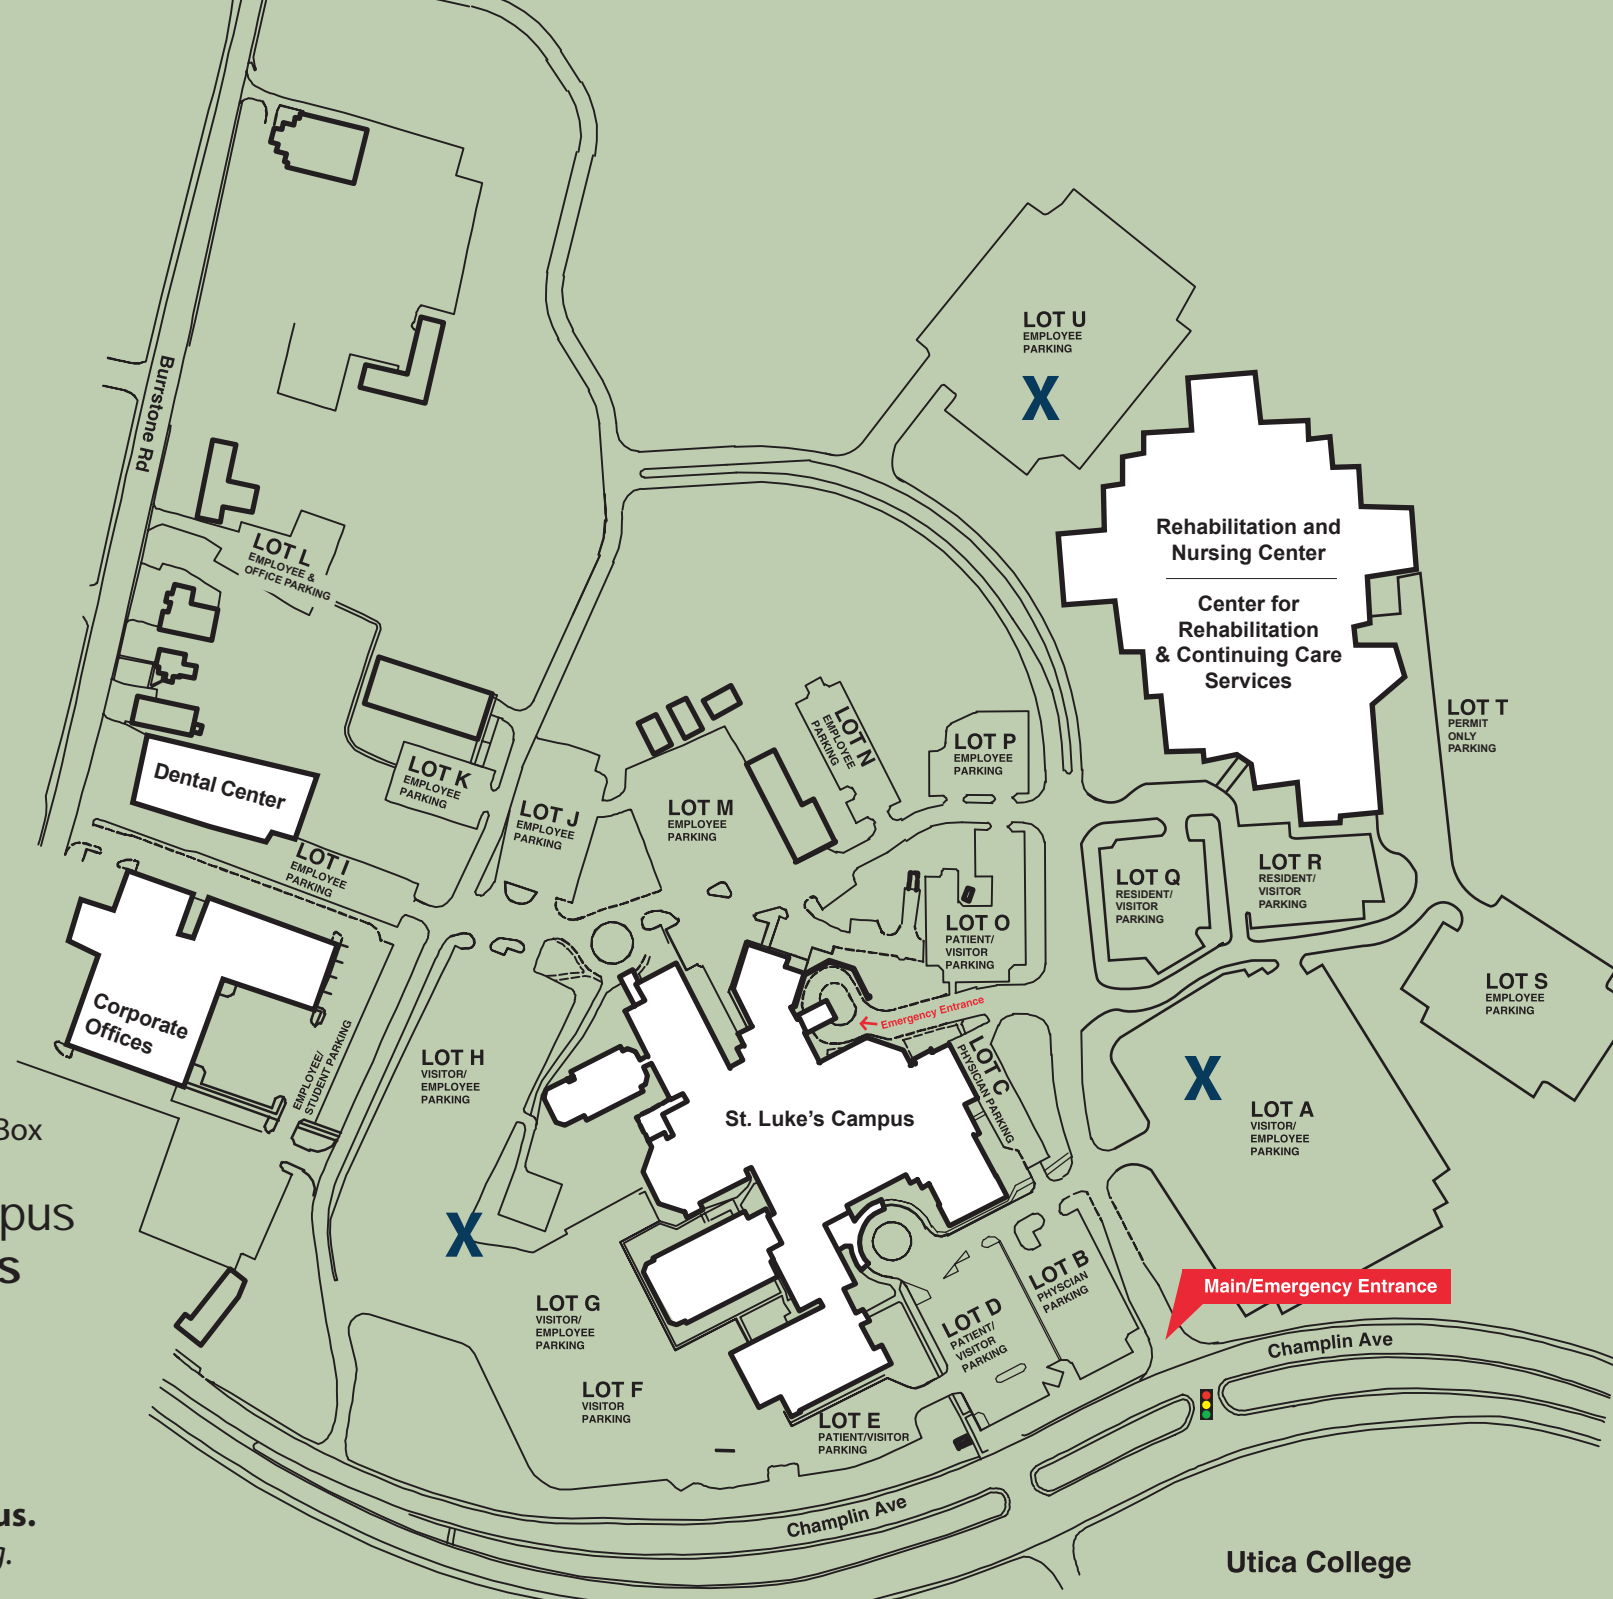 LOT U
EMPLOYEE
PARKING
X
Burrstone Rd
Rehabilitation and
Nursing Center
Center for
Rehabilitation
& Continuing Care
Services
LOT L
EMPLOYEE &
OFFICE PARKING
LOT T
PERMIT
ONLY
PARKING
LOT N
EMPLOYEE
PARKING
LOT P
EMPLOYEE
PARKING
Dental Center
LOT K
EMPLOYEE
PARKING
LOT J
EMPLOYEE
PARKING
LOT M
EMPLOYEE
PARKING
LOT I
EMPLOYEE
PARKING
LOT Q
RESIDENT/
VISITOR
PARKING
LOT R
RESIDENT/
VISITOR
PARKING
LOT O
PATIENT/
VISITOR
PARKING
LOT S
EMPLOYEE
PARKING
Corporate
Offices
Emergency Entrance
EMPLOYEE/
STUDENT PARKING
LOT H
VISITOR/
EMPLOYEE
PARKING
LOT C
PHYSICIAN PARKING
X
LOT A
VISITOR/
EMPLOYEE
PARKING
St. Luke's Campus
Box
pus
s
X
LOT G
VISITOR/
EMPLOYEE
PARKING
LOT B
PHYSCIAN
PARKING
LOT D
PATIENT/
VISITOR
PARKING
Main/Emergency Entrance
Champlin Ave
LOT F
VISITOR
PARKING
LOT E
PATIENT/VISITOR
PARKING
Champlin Ave
us.
g.
Utica College